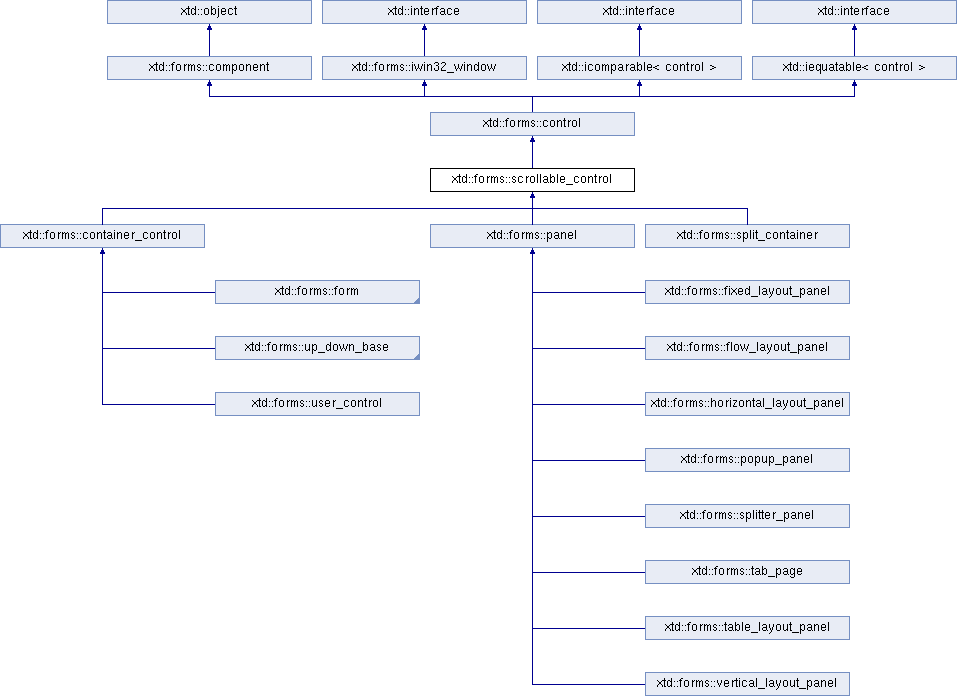 xtd::object
xtd::interface
xtd::interface
xtd::interface
xtd::forms::component
xtd::forms::iwin32_window
xtd::icomparable< control >
xtd::iequatable< control >
xtd::forms::control
xtd::forms::scrollable_control
xtd::forms::container_control
xtd::forms::panel
xtd::forms::split_container
xtd::forms::form
xtd::forms::fixed_layout_panel
xtd::forms::up_down_base
xtd::forms::flow_layout_panel
xtd::forms::user_control
xtd::forms::horizontal_layout_panel
xtd::forms::popup_panel
xtd::forms::splitter_panel
xtd::forms::tab_page
xtd::forms::table_layout_panel
xtd::forms::vertical_layout_panel